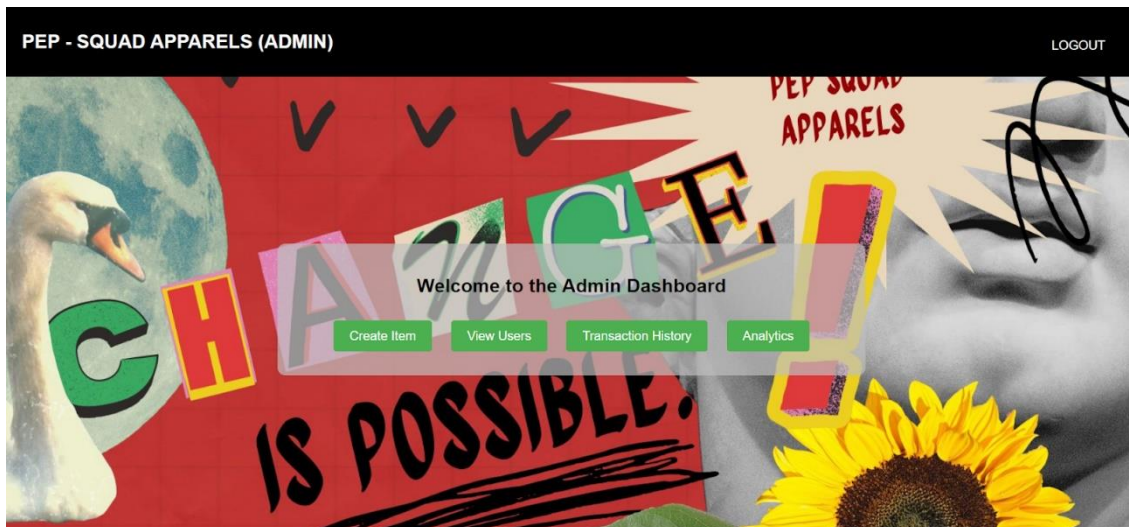 PEP - SQUAD APPARELS (ADMIN)
LOGOUT
PEP SQUAD
APPARELS
CHANGE!
Welcome to the Admin Dashboard
Create Item View Users Transaction History Analytics
IS POSSIBLE.